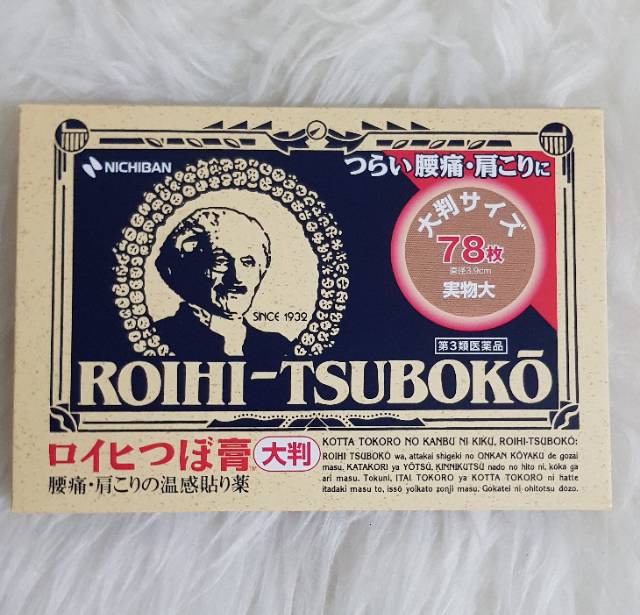 NICHIBAN
つらい腰痛・肩こりに
大判サイズ
78枚
直径3.9cm
実物大
SINCE 1932
第3類医薬品
ROIHI-TSUBOKŌ
ロイヒつぼ膏 大判
腰痛・肩こりの温感貼り薬
KOTTA TOKORO NO KANBU NI KIKU, ROIHI-TSUBOKŌ:
ROIHI TSUBOKŌ wa, attakai shigeki no ONKAN KŌYAKU de gozai
masu. KATAKORI ya YŌTSŪ, KINNIKUTSŪ nado no hito ni, kōka ga
ari masu. Tokuni, ITAI TOKORO ya KOTTA TOKORO ni hatte
itadaki masu to, issō yoikato zonji masu. Gokatei ni ohitotsu dōzo.